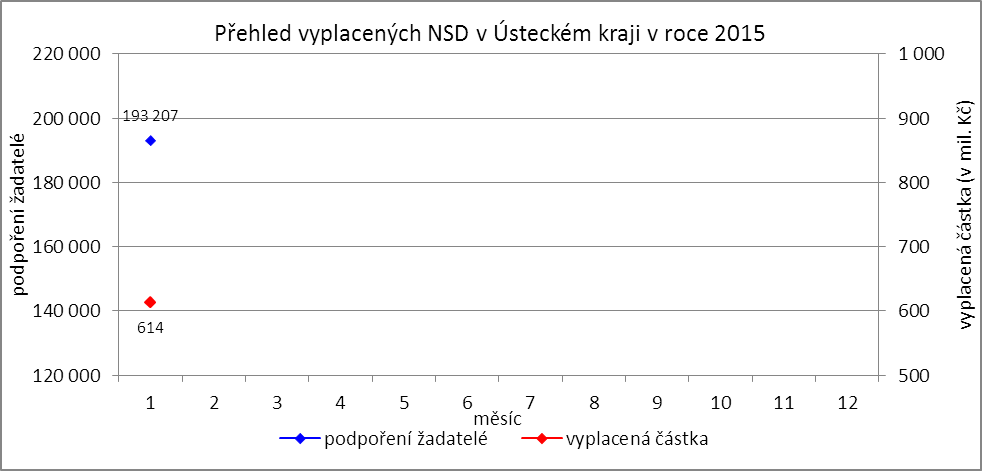 Přehled vyplacených NSD v Ústeckém kraji v roce 2015
podpoření žadatelé
220 000
200 000
180 000
160 000
140 000
120 000
193 207
614
1 000
900
800
700
600
500
vyplacená částka (v mil. Kč)
1 2 3 4 5 6 7 8 9 10 11 12
měsíc
podpoření žadatelé vyplacená částka